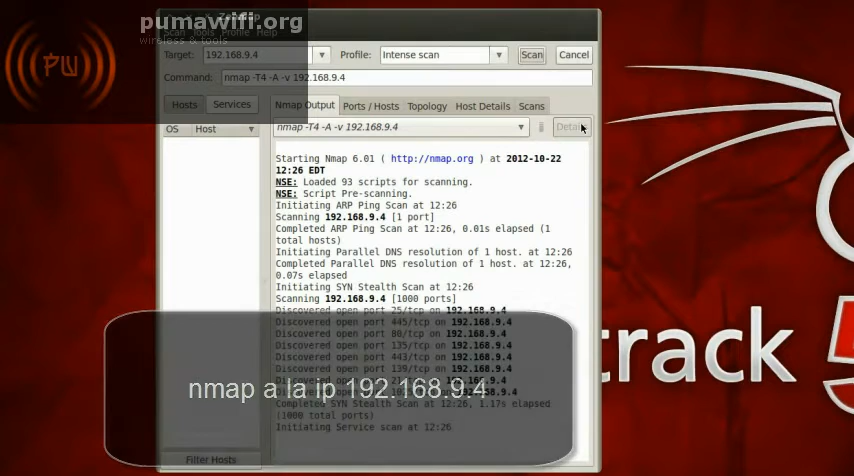 pumawifi.org
wireless & tools
PW
Scan Tools Profile Help
Target: 192.168.9.4 Profile: Intense scan Scan Cancel
Command: nmap -T4 -A -v 192.168.9.4
Hosts Services Nmap Output Ports / Hosts Topology Host Details Scans
OS Host nmap -T4 -A -v 192.168.9.4 Details
Starting Nmap 6.01 ( http://nmap.org ) at 2012-10-22
12:26 EDT
NSE: Loaded 93 scripts for scanning.
NSE: Script Pre-scanning.
Initiating ARP Ping Scan at 12:26
Scanning 192.168.9.4 [1 port]
Completed ARP Ping Scan at 12:26, 0.01s elapsed (1
total hosts)
Initiating Parallel DNS resolution of 1 host. at 12:26
Completed Parallel DNS resolution of 1 host. at 12:26,
0.07s elapsed
Initiating SYN Stealth Scan at 12:26
Scanning 192.168.9.4 [1000 ports]
Discovered open port 25/tcp on 192.168.9.4
Discovered open port 445/tcp on 192.168.9.4
Discovered open port 80/tcp on 192.168.9.4
Discovered open port 135/tcp on 192.168.9.4
Discovered open port 443/tcp on 192.168.9.4
Discovered open port 139/tcp on 192.168.9.4
nmap a la ip 192.168.9.4
Completed SYN Stealth Scan at 12:26, 1.17s elapsed
(1000 total ports)
Initiating Service scan at 12:26
Filter Hosts
track 5